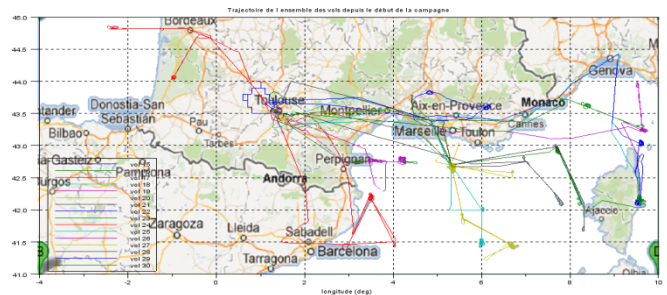 Trajectoire de l ensemble des vols depuis le début de la campagne
45.0
44.5
44.0
43.5
43.0
42.5
42.0
41.5
41.0
Bordeaux
Genova
Toulouse
Donostia-San
Sebastián
Montpellier
Aix-en-Provence
Monaco
Cannes
Marseille
Toulon
Bilbao
Pau
Tarbes
Perpignan
Pamplona
Andorra
Burgos
Zaragoza
Lleida
Sabadell
Barcelona
Tarragona
Ajaccio
vol 17
vol 18
vol 19
vol 20
vol 21
vol 22
vol 23
vol 24
vol 25
vol 26
vol 27
vol 28
vol 29
vol 30
-4
-2
0
2
4
6
8
10
longitude (deg)